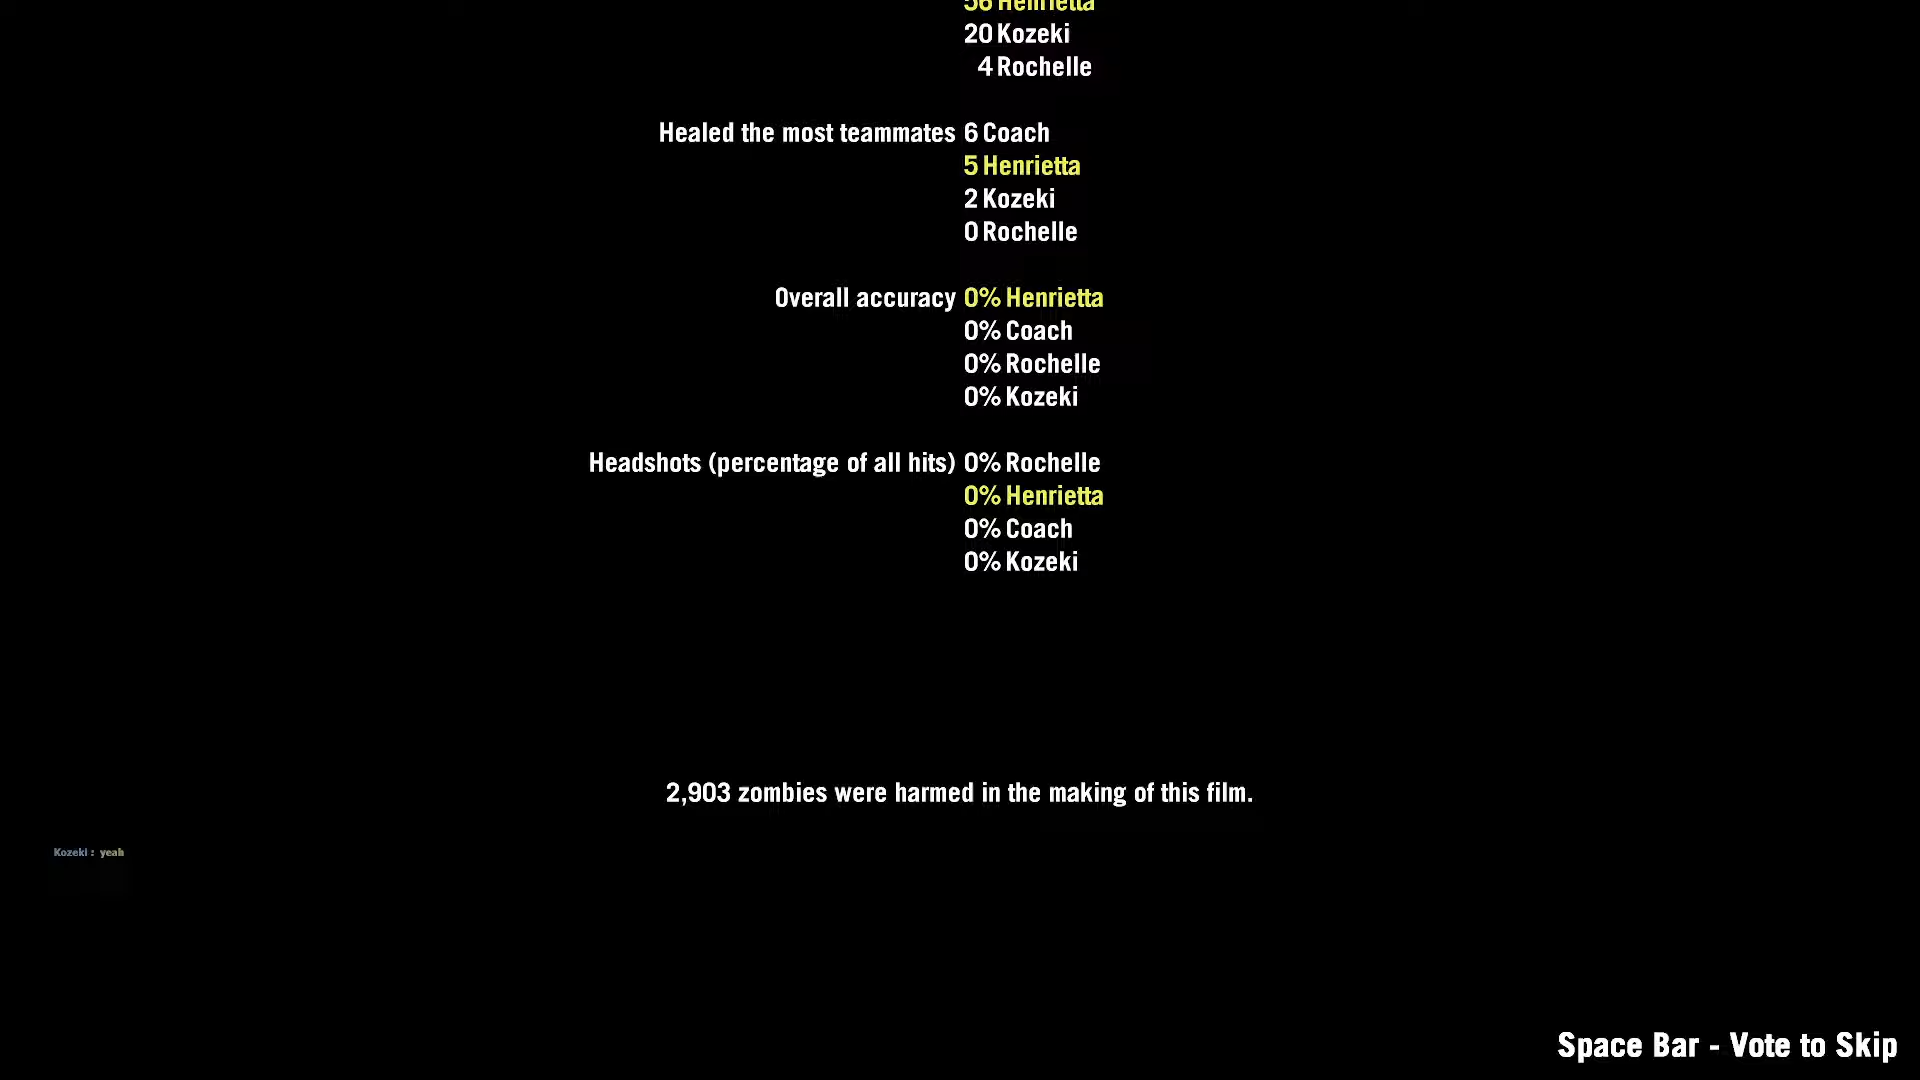 56 Henrietta
20 Kozeki
4 Rochelle
Healed the most teammates 6 Coach
5 Henrietta
2 Kozeki
0 Rochelle
Overall accuracy 0% Henrietta
0% Coach
0% Rochelle
0% Kozeki
Headshots (percentage of all hits) 0% Rochelle
0% Henrietta
0% Coach
0% Kozeki
2,903 zombies were harmed in the making of this film.
Kozeki : yeah
Space Bar - Vote to Skip